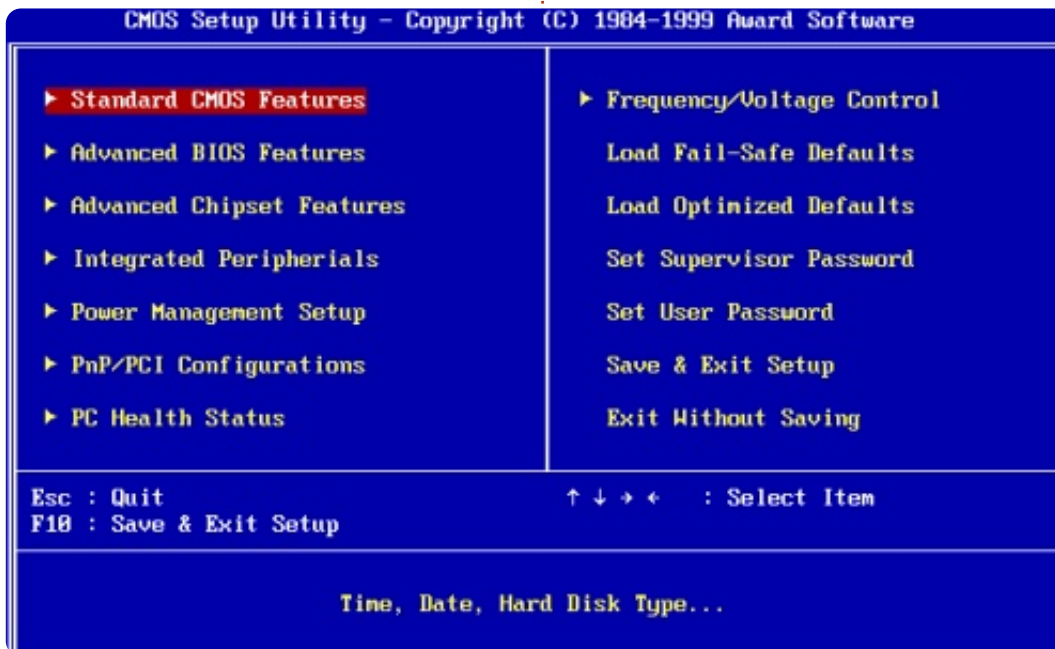 CMOS Setup Utility - Copyright (C) 1984-1999 Award Software
Standard CMOS Features
Advanced BIOS Features
Advanced Chipset Features
Integrated Peripherials
Power Management Setup
PnP/PCI Configurations
PC Health Status
Frequency/Voltage Control
Load Fail-Safe Defaults
Load Optimized Defaults
Set Supervisor Password
Set User Password
Save & Exit Setup
Exit Without Saving
Esc : Quit
F10 : Save & Exit Setup
↑ ↓ → ← : Select Item
Time, Date, Hard Disk Type...